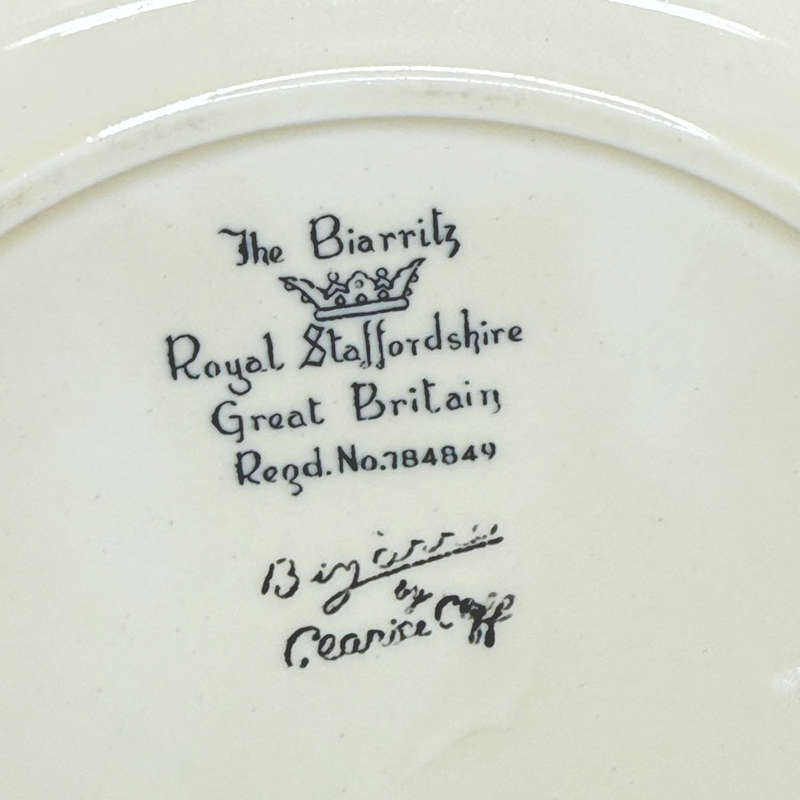 The Biarritz
Royal Staffordshire
Great Britain
Regd. No. 784849
Bizarre
by
Clarice Cliff